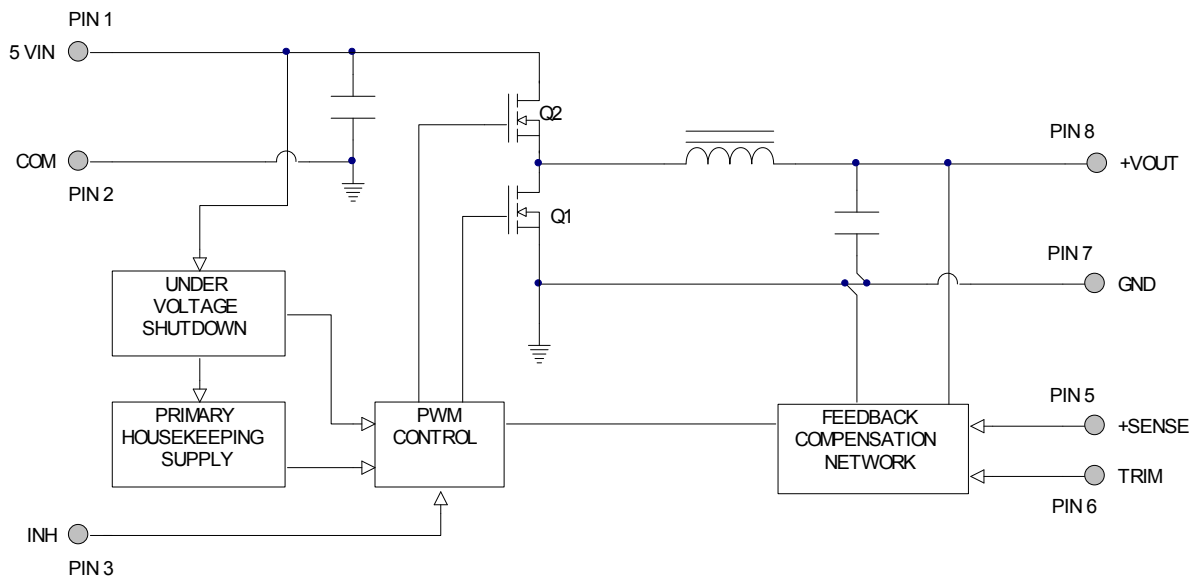 PIN 1
5 VIN
COM
PIN 2
Q2
Q1
PIN 8
+VOUT
PIN 7
GND
UNDER
VOLTAGE
SHUTDOWN
PRIMARY
HOUSEKEEPING
SUPPLY
PWM
CONTROL
FEEDBACK
COMPENSATION
NETWORK
PIN 5
+SENSE
TRIM
PIN 6
INH
PIN 3